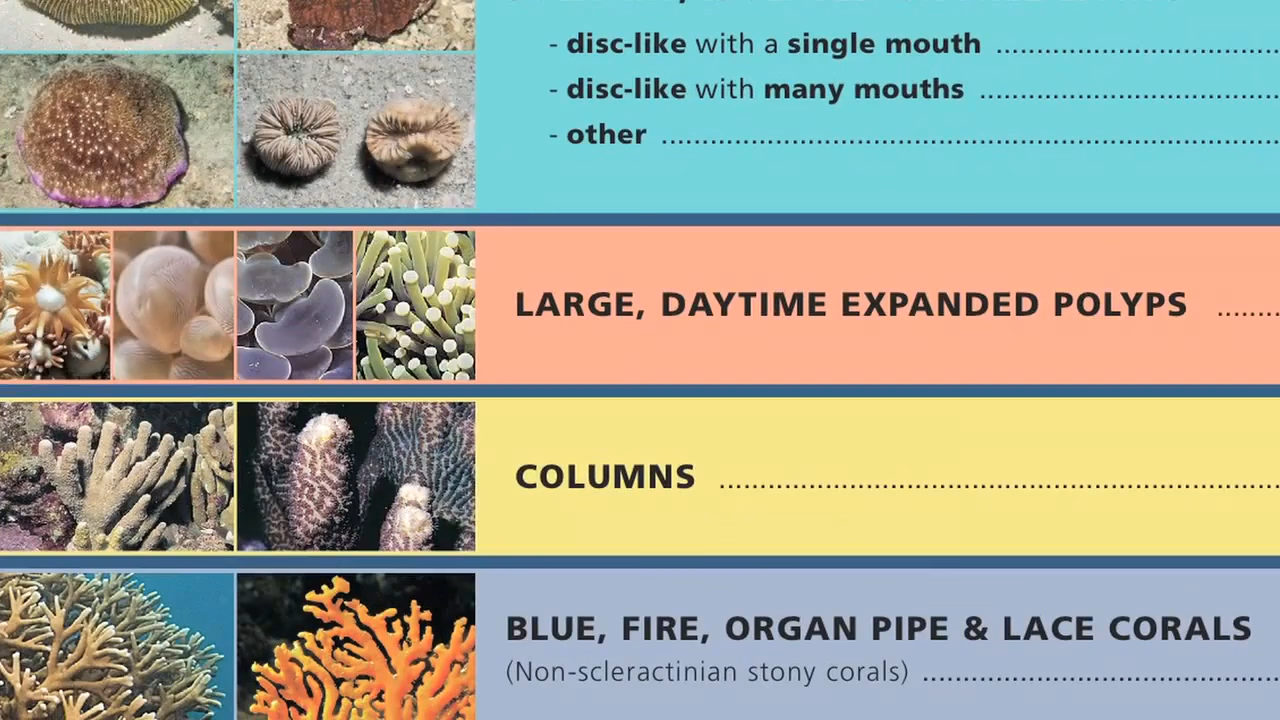 - disc-like with a single mouth ........................................
- disc-like with many mouths ..........................................
- other ...............................................................................
LARGE, DAYTIME EXPANDED POLYPS ........
COLUMNS ......................................................................
BLUE, FIRE, ORGAN PIPE & LACE CORALS
(Non-scleractinian stony corals) .............................................